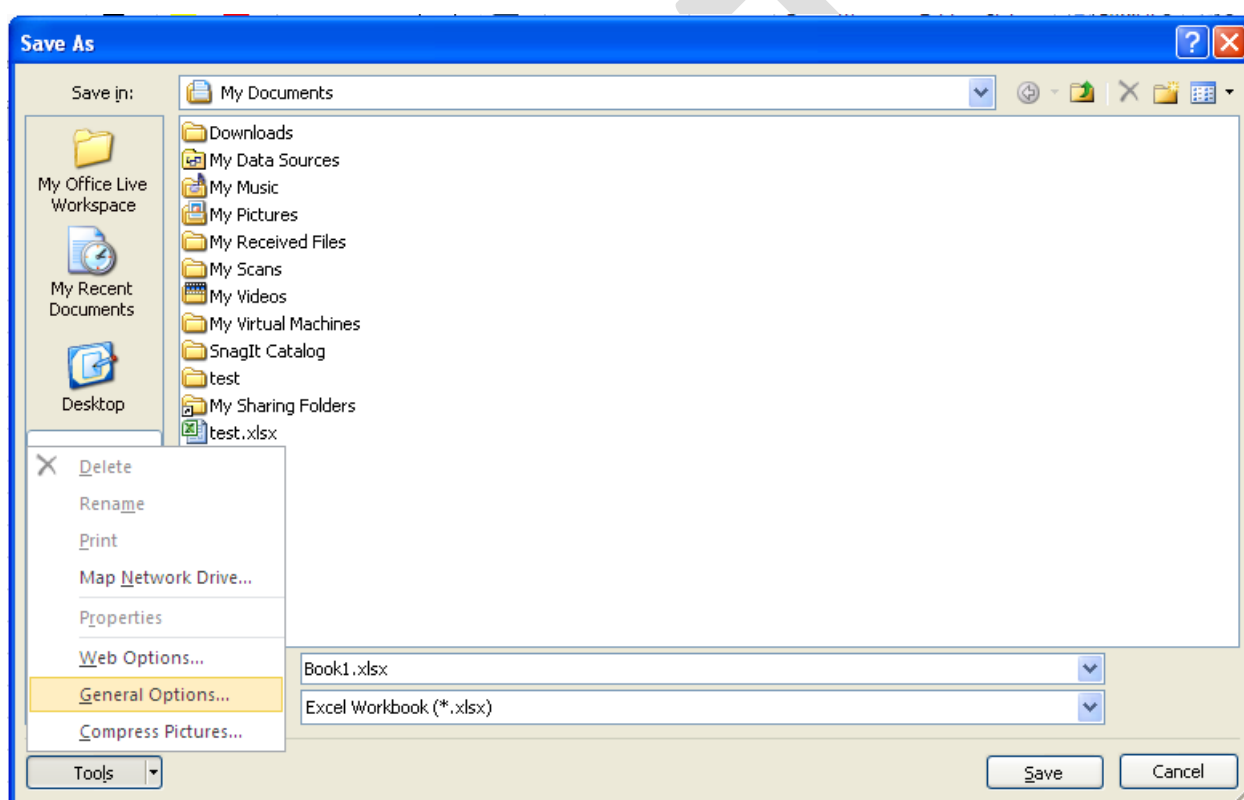 Save As
Save in:
My Documents
My Office Live
Workspace
My Recent
Documents
Desktop
Downloads
My Data Sources
My Music
My Pictures
My Received Files
My Scans
My Videos
My Virtual Machines
SnagIt Catalog
test
My Sharing Folders
test.xlsx
Delete
Rename
Print
Map Network Drive...
Properties
Web Options...
General Options...
Compress Pictures...
Book1.xlsx
Excel Workbook (*.xlsx)
Tools
Save
Cancel